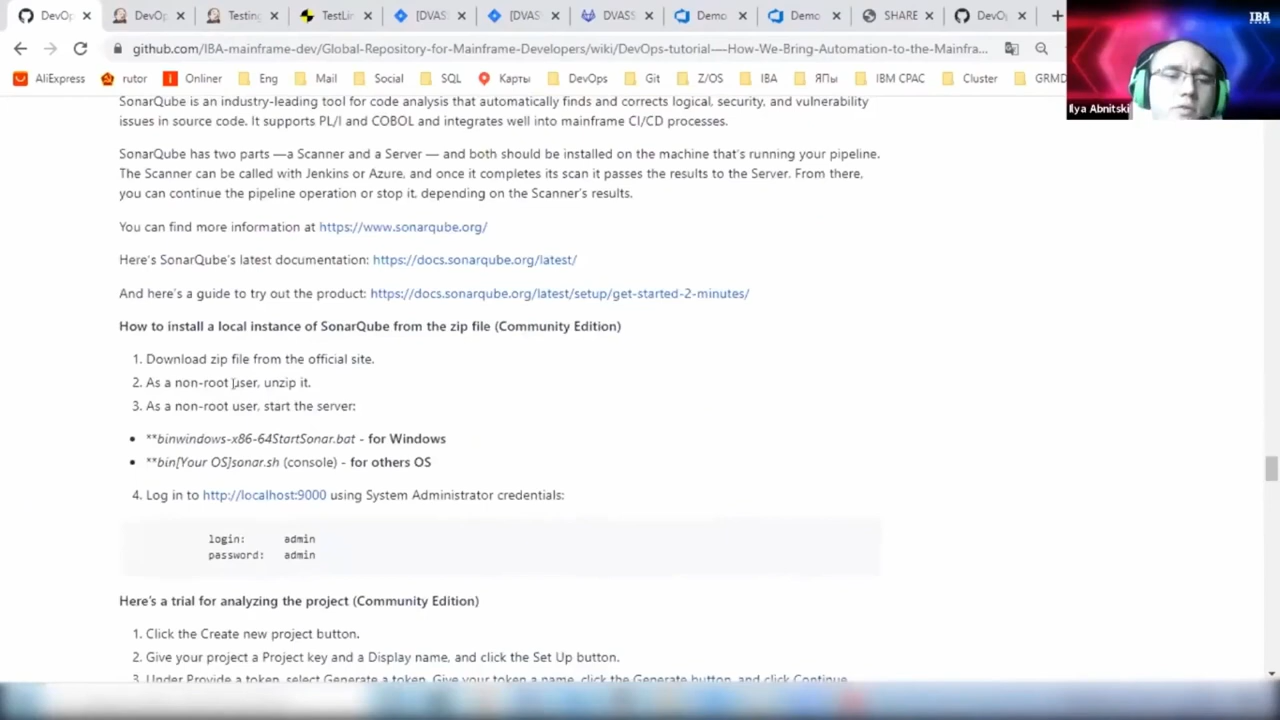 DevO
DevOp
Testing
TestLin
[DVAS
[DVAS
DVASS
Demo
Demo
SHARE
DevO
IBA
github.com/IBA-mainframe-dev/Global-Repository-for-Mainframe-Developers/wiki/DevOps-tutorial-—How-We-Bring-Automation-to-the-Mainfra...
AliExpress rutor Onliner Eng Mail Social SQL Карты DevOps Git Z/OS IBA ЯПы IBM CPAC Cluster GRMD
Ilya Abnitski
SonarQube is an industry-leading tool for code analysis that automatically finds and corrects logical, security, and vulnerability
issues in source code. It supports PL/I and COBOL and integrates well into mainframe CI/CD processes.
SonarQube has two parts —a Scanner and a Server — and both should be installed on the machine that's running your pipeline.
The Scanner can be called with Jenkins or Azure, and once it completes its scan it passes the results to the Server. From there,
you can continue the pipeline operation or stop it, depending on the Scanner's results.
You can find more information at https://www.sonarqube.org/
Here's SonarQube's latest documentation: https://docs.sonarqube.org/latest/
And here's a guide to try out the product: https://docs.sonarqube.org/latest/setup/get-started-2-minutes/
How to install a local instance of SonarQube from the zip file (Community Edition)
1. Download zip file from the official site.
2. As a non-root user, unzip it.
3. As a non-root user, start the server:
• **binwindows-x86-64StartSonar.bat - for Windows
• **bin[Your OS]sonar.sh (console) - for others OS
4. Log in to http://localhost:9000 using System Administrator credentials:
login: admin
password: admin
Here's a trial for analyzing the project (Community Edition)
1. Click the Create new project button.
2. Give your project a Project key and a Display name, and click the Set Up button.
3. Under Provide a token, select Generate a token. Give your token a name, click the Generate button, and click Continue.